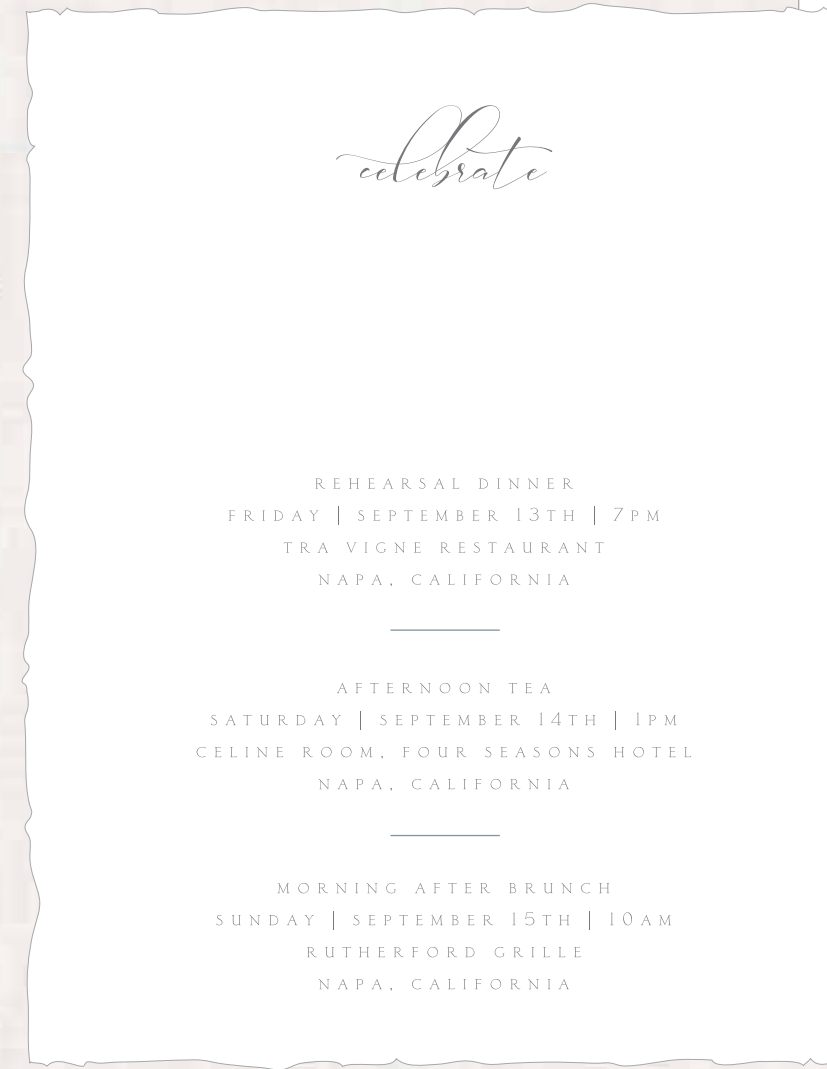 celebrate
REHEARSAL DINNER
FRIDAY | SEPTEMBER 13TH | 7PM
TRA VIGNE RESTAURANT
NAPA, CALIFORNIA
AFTERNOON TEA
SATURDAY | SEPTEMBER 14TH | 1PM
CELINE ROOM, FOUR SEASONS HOTEL
NAPA, CALIFORNIA
MORNING AFTER BRUNCH
SUNDAY | SEPTEMBER 15TH | 10AM
RUTHERFORD GRILLE
NAPA, CALIFORNIA